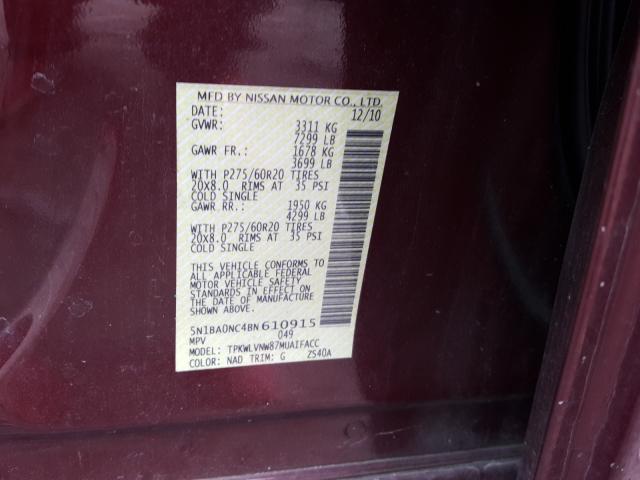 MFD BY NISSAN MOTOR CO., LTD.
DATE: 12/10
GVWR: 3311 KG
7299 LB
GAWR FR.: 1678 KG
3699 LB
WITH P275/60R20 TIRES
20X8.0 RIMS AT 35 PSI
COLD SINGLE
GAWR RR.: 1950 KG
4299 LB
WITH P275/60R20 TIRES
20X8.0 RIMS AT 35 PSI
COLD SINGLE
THIS VEHICLE CONFORMS TO
ALL APPLICABLE FEDERAL
MOTOR VEHICLE SAFETY
STANDARDS IN EFFECT ON
THE DATE OF MANUFACTURE
SHOWN ABOVE.
5N1BA0NC4BN610915
MPV 049
MODEL: TPKWLVNW87MUAIFACC
COLOR: NAD TRIM: G ZS40A